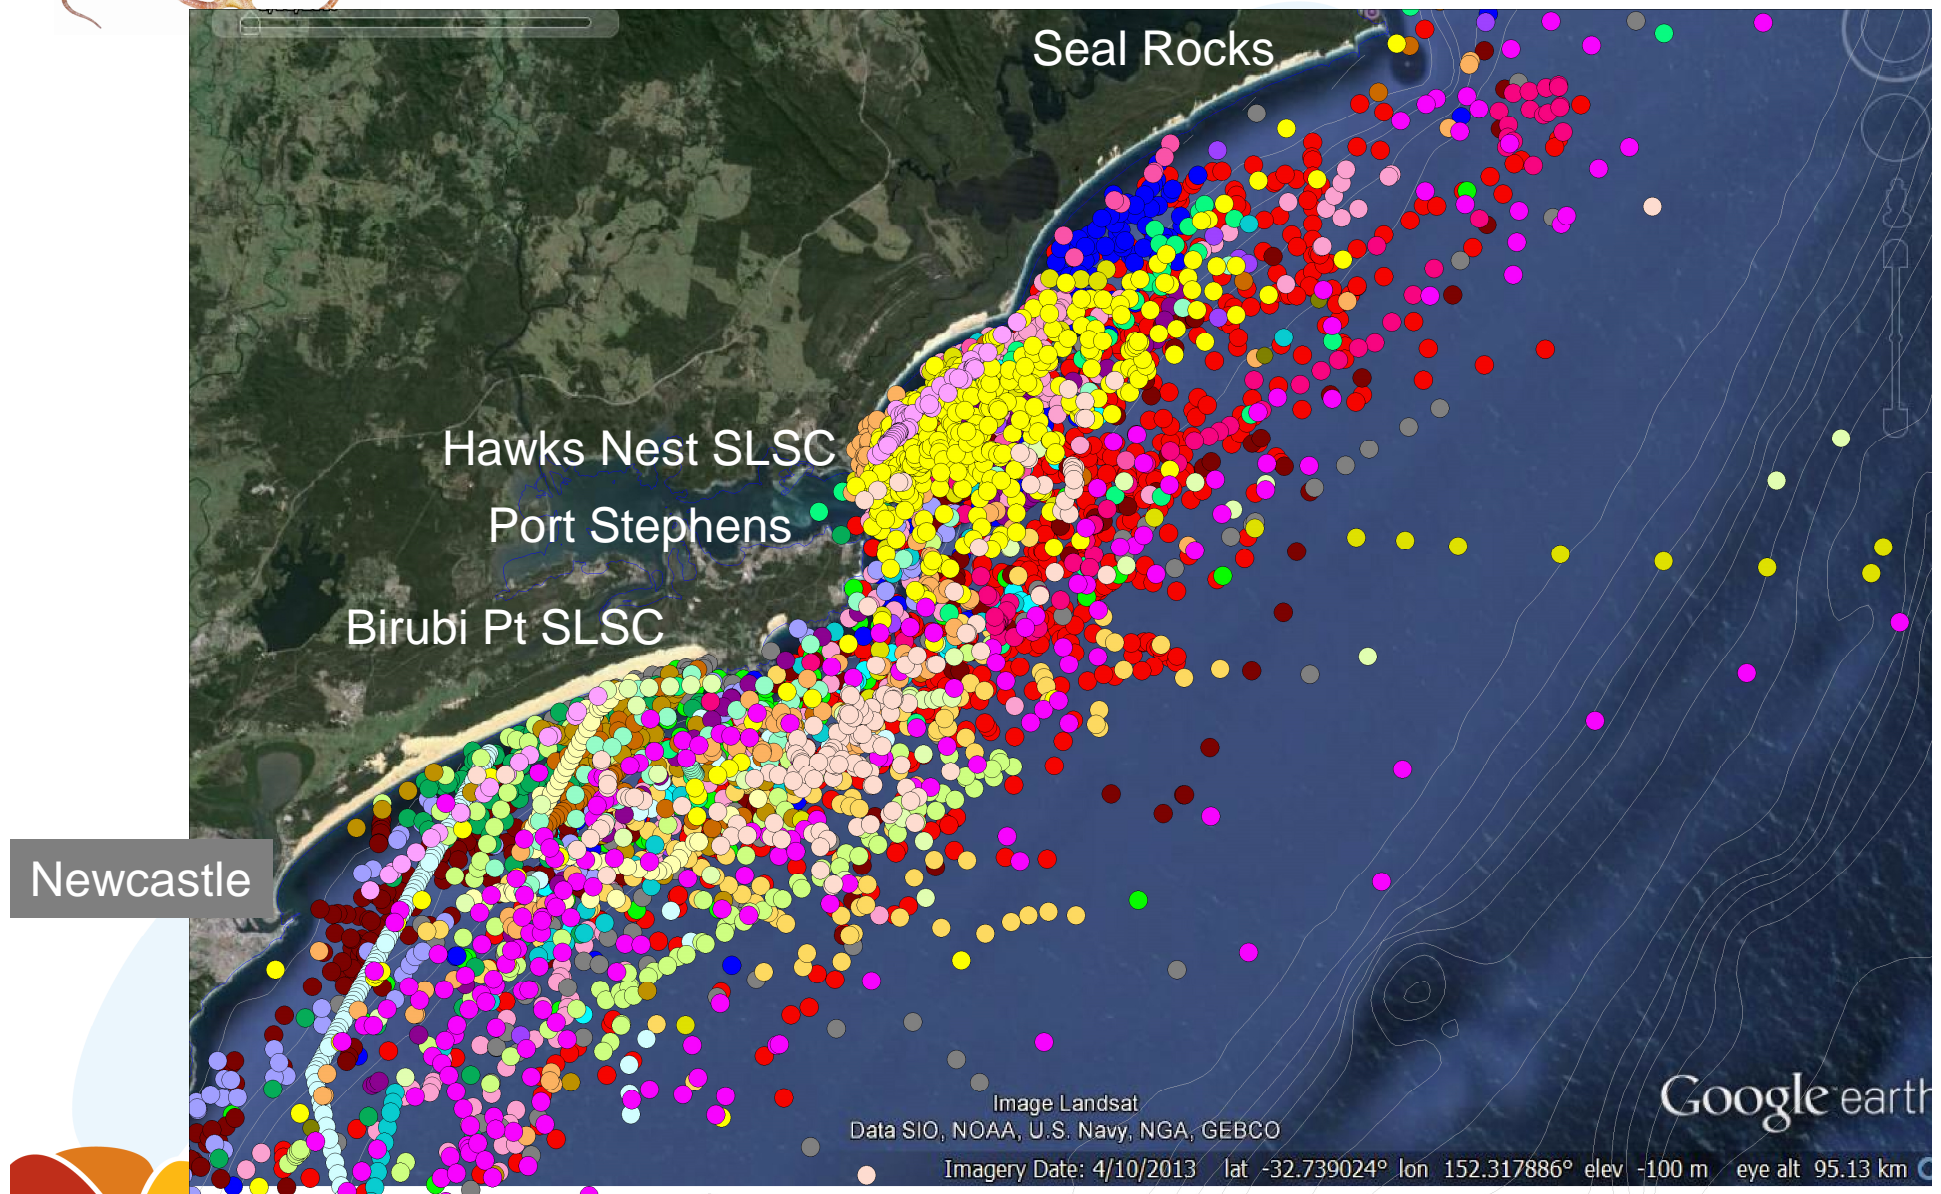 Seal Rocks
Hawks Nest SLSC
Port Stephens
Birubi Pt SLSC
Newcastle
Google earth
Image Landsat
Data SIO, NOAA, U.S. Navy, NGA, GEBCO
Imagery Date: 4/10/2013 lat -32.739024° lon 152.317886° elev -100 m eye alt 95.13 km